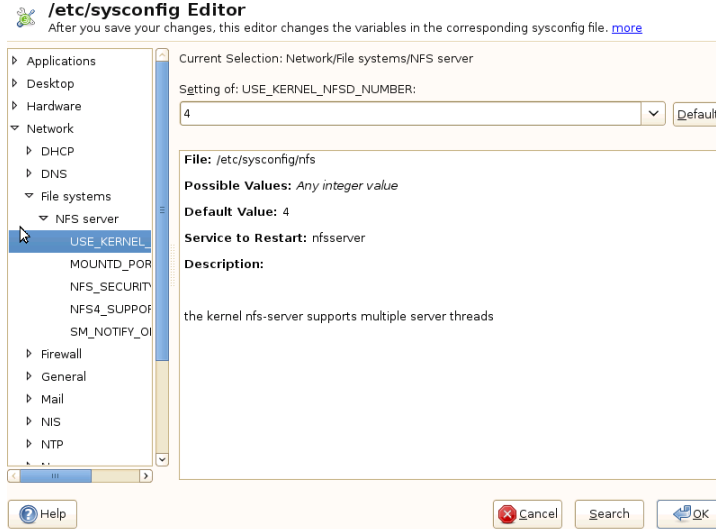 /etc/sysconfig Editor
After you save your changes, this editor changes the variables in the corresponding sysconfig file. more
Applications
Desktop
Hardware
Network
DHCP
DNS
File systems
NFS server
USE_KERNEL_
MOUNTD_POR
NFS_SECURITY
NFS4_SUPPOR
SM_NOTIFY_O
Firewall
General
Mail
NIS
NTP
Current Selection: Network/File systems/NFS server
Setting of: USE_KERNEL_NFSD_NUMBER:
4
Default
File: /etc/sysconfig/nfs
Possible Values: Any integer value
Default Value: 4
Service to Restart: nfsserver
Description:
the kernel nfs-server supports multiple server threads
Help
Cancel
Search
OK